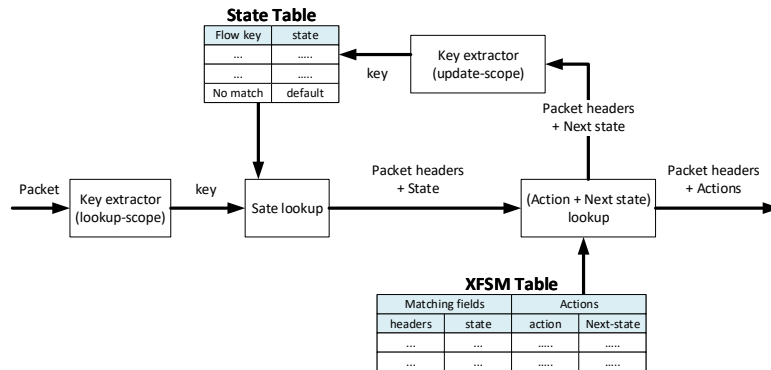 State Table
Flow key state
... .....
... .....
No match default
key
Key extractor
(update-scope)
Packet headers
+ Next state
Packet
Key extractor
(lookup-scope)
key
Sate lookup
Packet headers
+ State
(Action + Next state)
lookup
Packet headers
+ Actions
XFSM Table
Matching fields Actions
headers state action Next-state
... ... ..... .....
... ... ..... .....